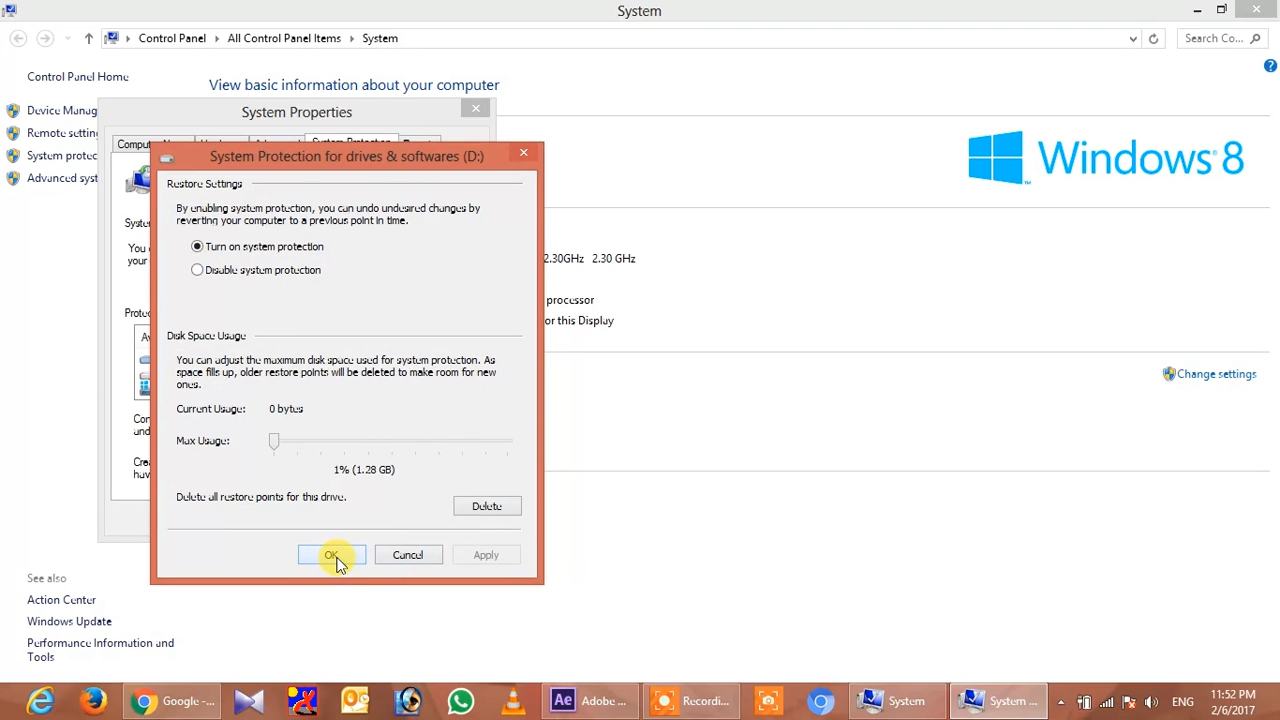 System
Control Panel
All Control Panel Items
System
Search Co...
Control Panel Home
View basic information about your computer
Device Manag
Remote settin
System protec
Advanced syst
System Properties
System Protection for drives & softwares (D:)
Restore Settings
By enabling system protection, you can undo undesired changes by
reverting your computer to a previous point in time.
Turn on system protection
Disable system protection
Disk Space Usage
You can adjust the maximum disk space used for system protection. As
space fills up, older restore points will be deleted to make room for new
ones.
Current Usage: 0 bytes
Max Usage:
1% (1.28 GB)
Delete all restore points for this drive.
Delete
OK
Cancel
Apply
Windows 8
2.30GHz 2.30 GHz
processor
or this Display
Change settings
See also
Action Center
Windows Update
Performance Information and
Tools
Google -...
Ae
Adobe ...
Recordi...
System
System ...
ENG
11:52 PM
2/6/2017